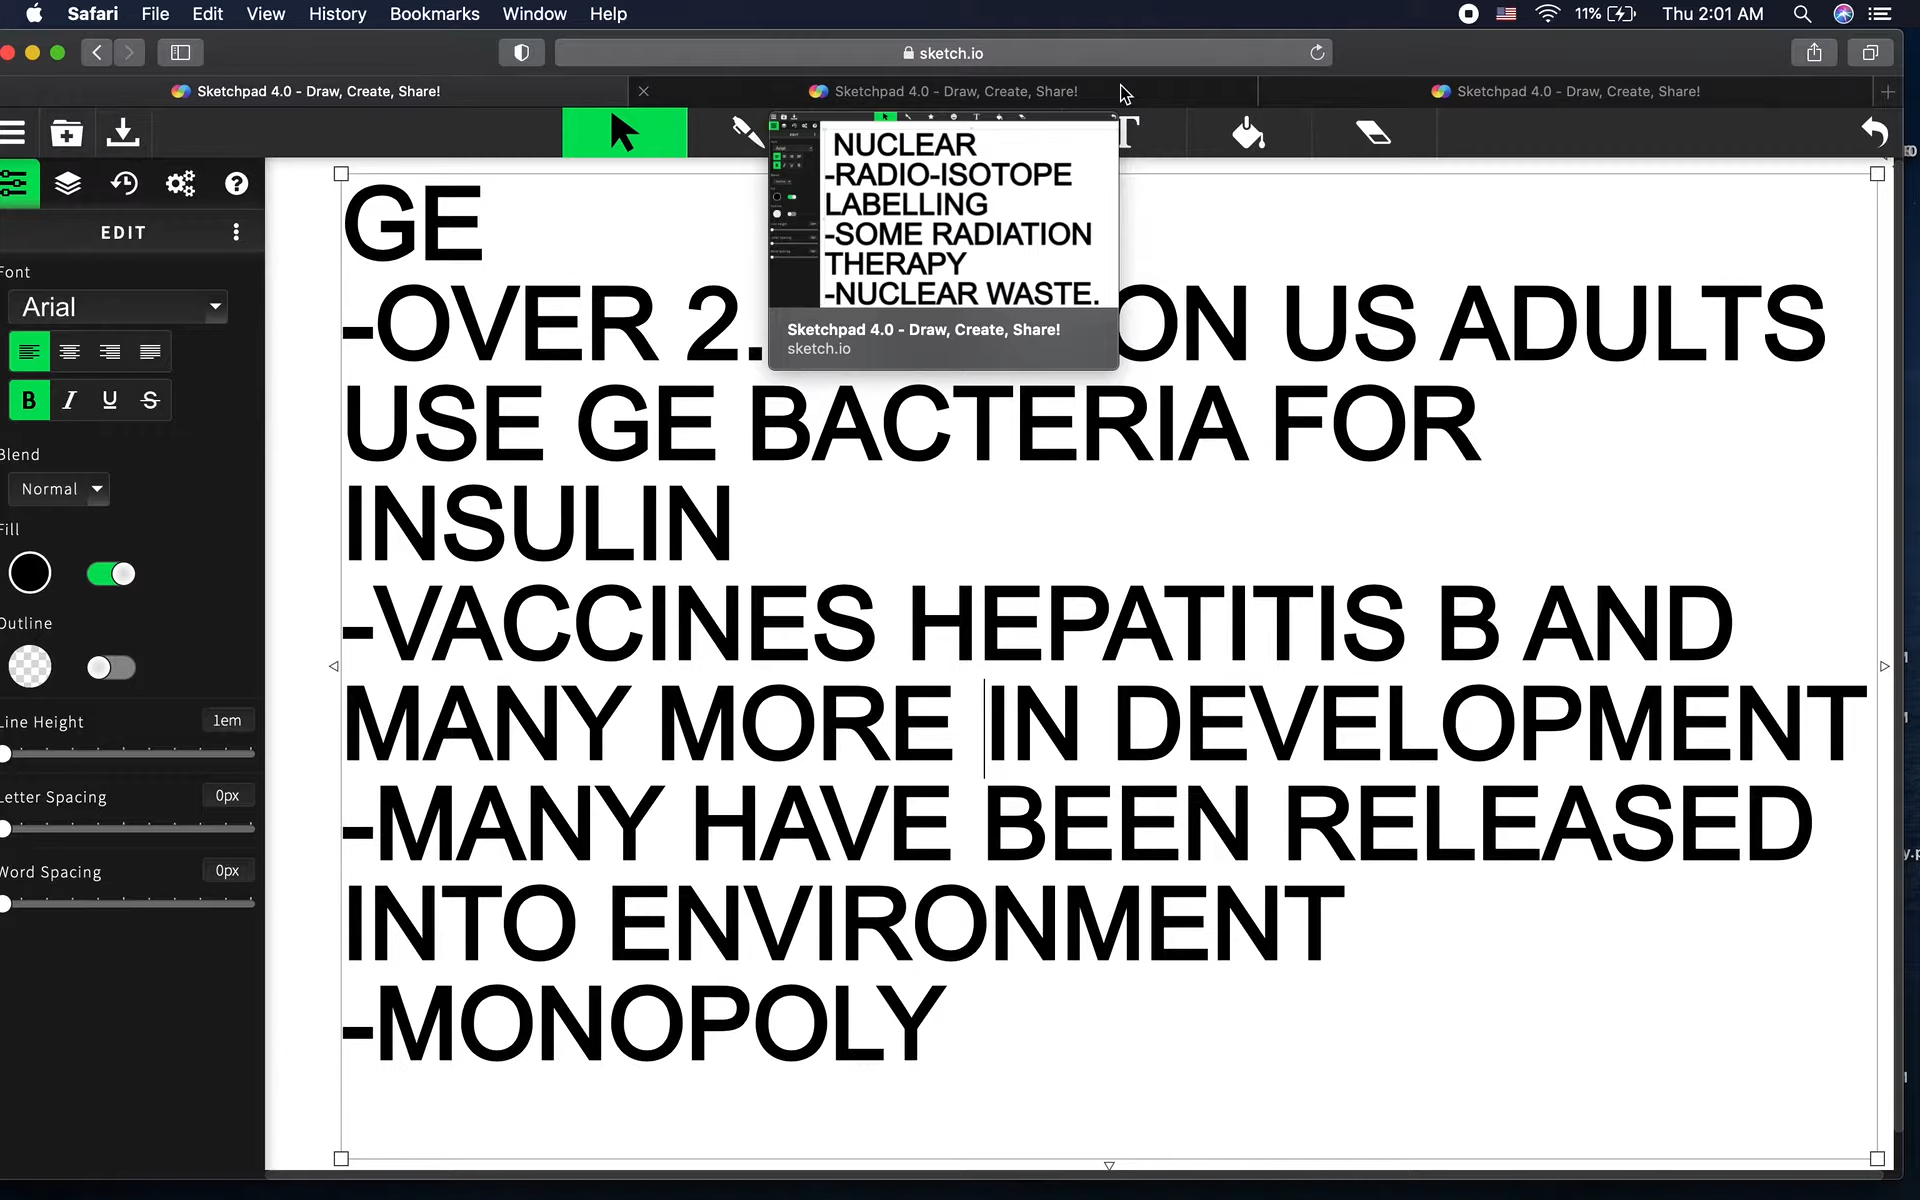 Safari File Edit View History Bookmarks Window Help 11% Thu 2:01 AM
sketch.io
Sketchpad 4.0 - Draw, Create, Share! Sketchpad 4.0 - Draw, Create, Share! Sketchpad 4.0 - Draw, Create, Share!
NUCLEAR
-RADIO-ISOTOPE
LABELLING
-SOME RADIATION
THERAPY
-NUCLEAR WASTE.
Sketchpad 4.0 - Draw, Create, Share!
sketch.io
EDIT
Font
Arial
B I U S
Blend
Normal
Fill
Outline
Line Height 1em
Letter Spacing 0px
Word Spacing 0px
GE
-OVER 2. ON US ADULTS
USE GE BACTERIA FOR
INSULIN
-VACCINES HEPATITIS B AND
MANY MORE IN DEVELOPMENT
-MANY HAVE BEEN RELEASED
INTO ENVIRONMENT
-MONOPOLY